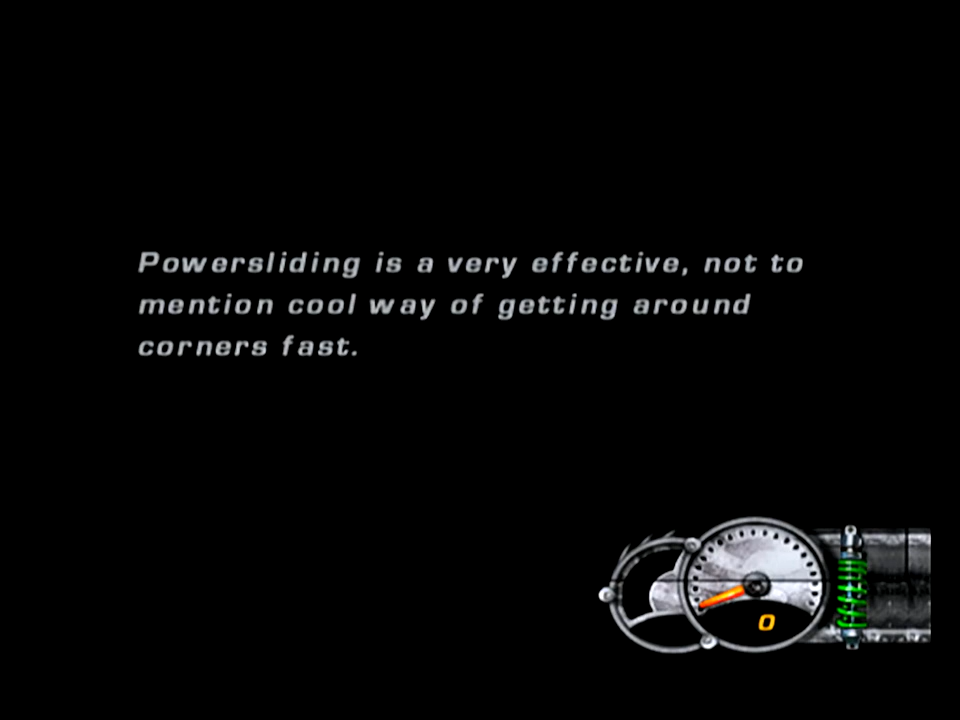 Powersliding is a very effective, not to
mention cool way of getting around
corners fast.
0